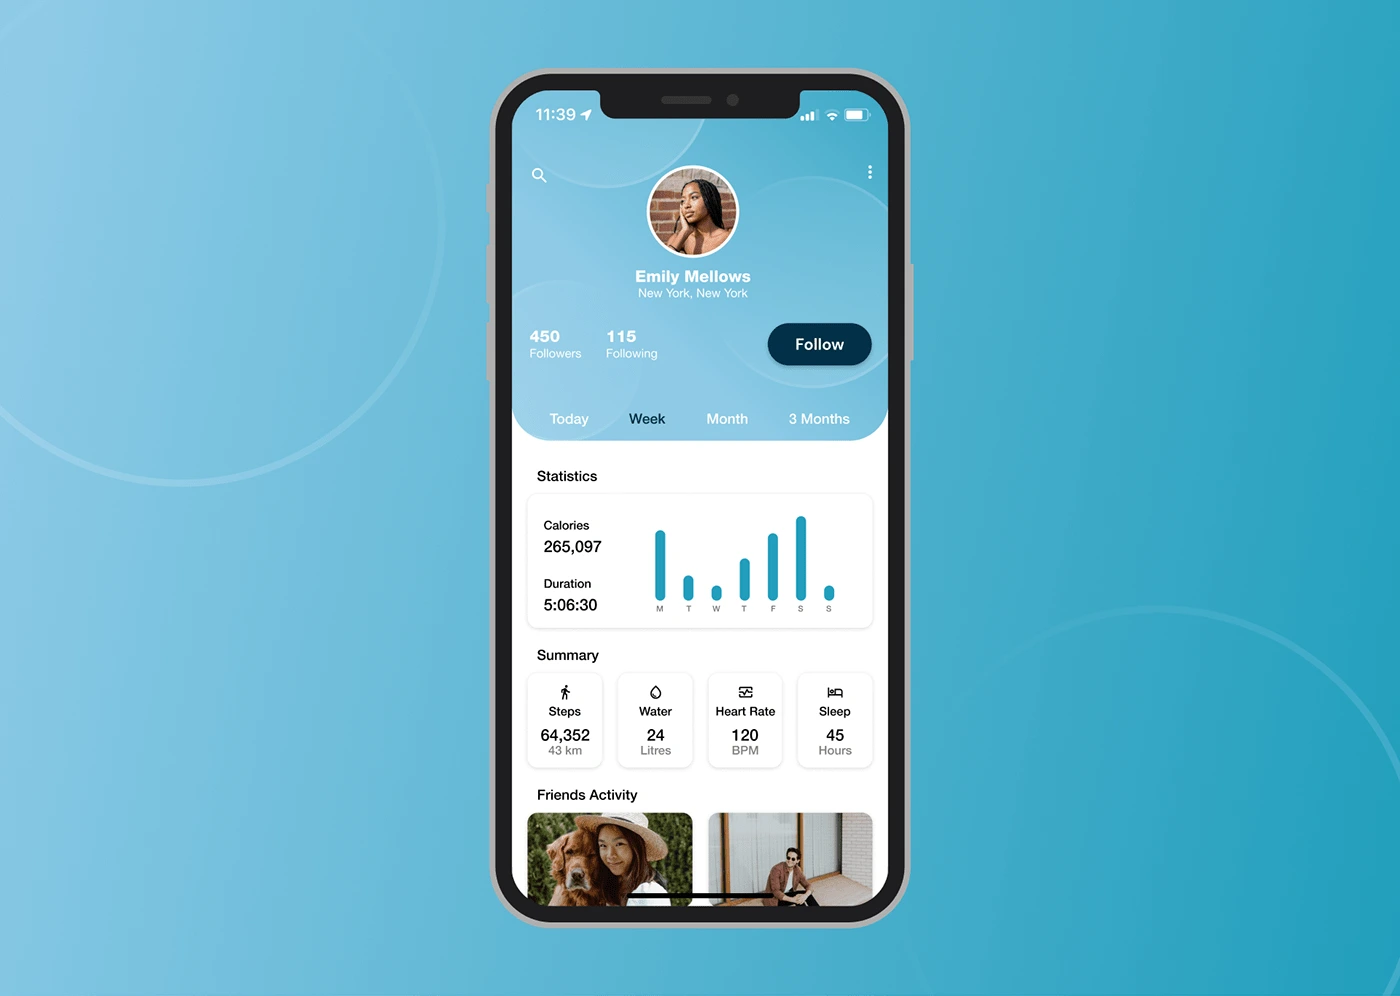 11:39
Emily Mellows
New York, New York
450
Followers
115
Following
Follow
Today Week Month 3 Months
Statistics
Calories
265,097
Duration
5:06:30
M T W T F S S
Summary
Steps
64,352
43 km
Water
24
Litres
Heart Rate
120
BPM
Sleep
45
Hours
Friends Activity